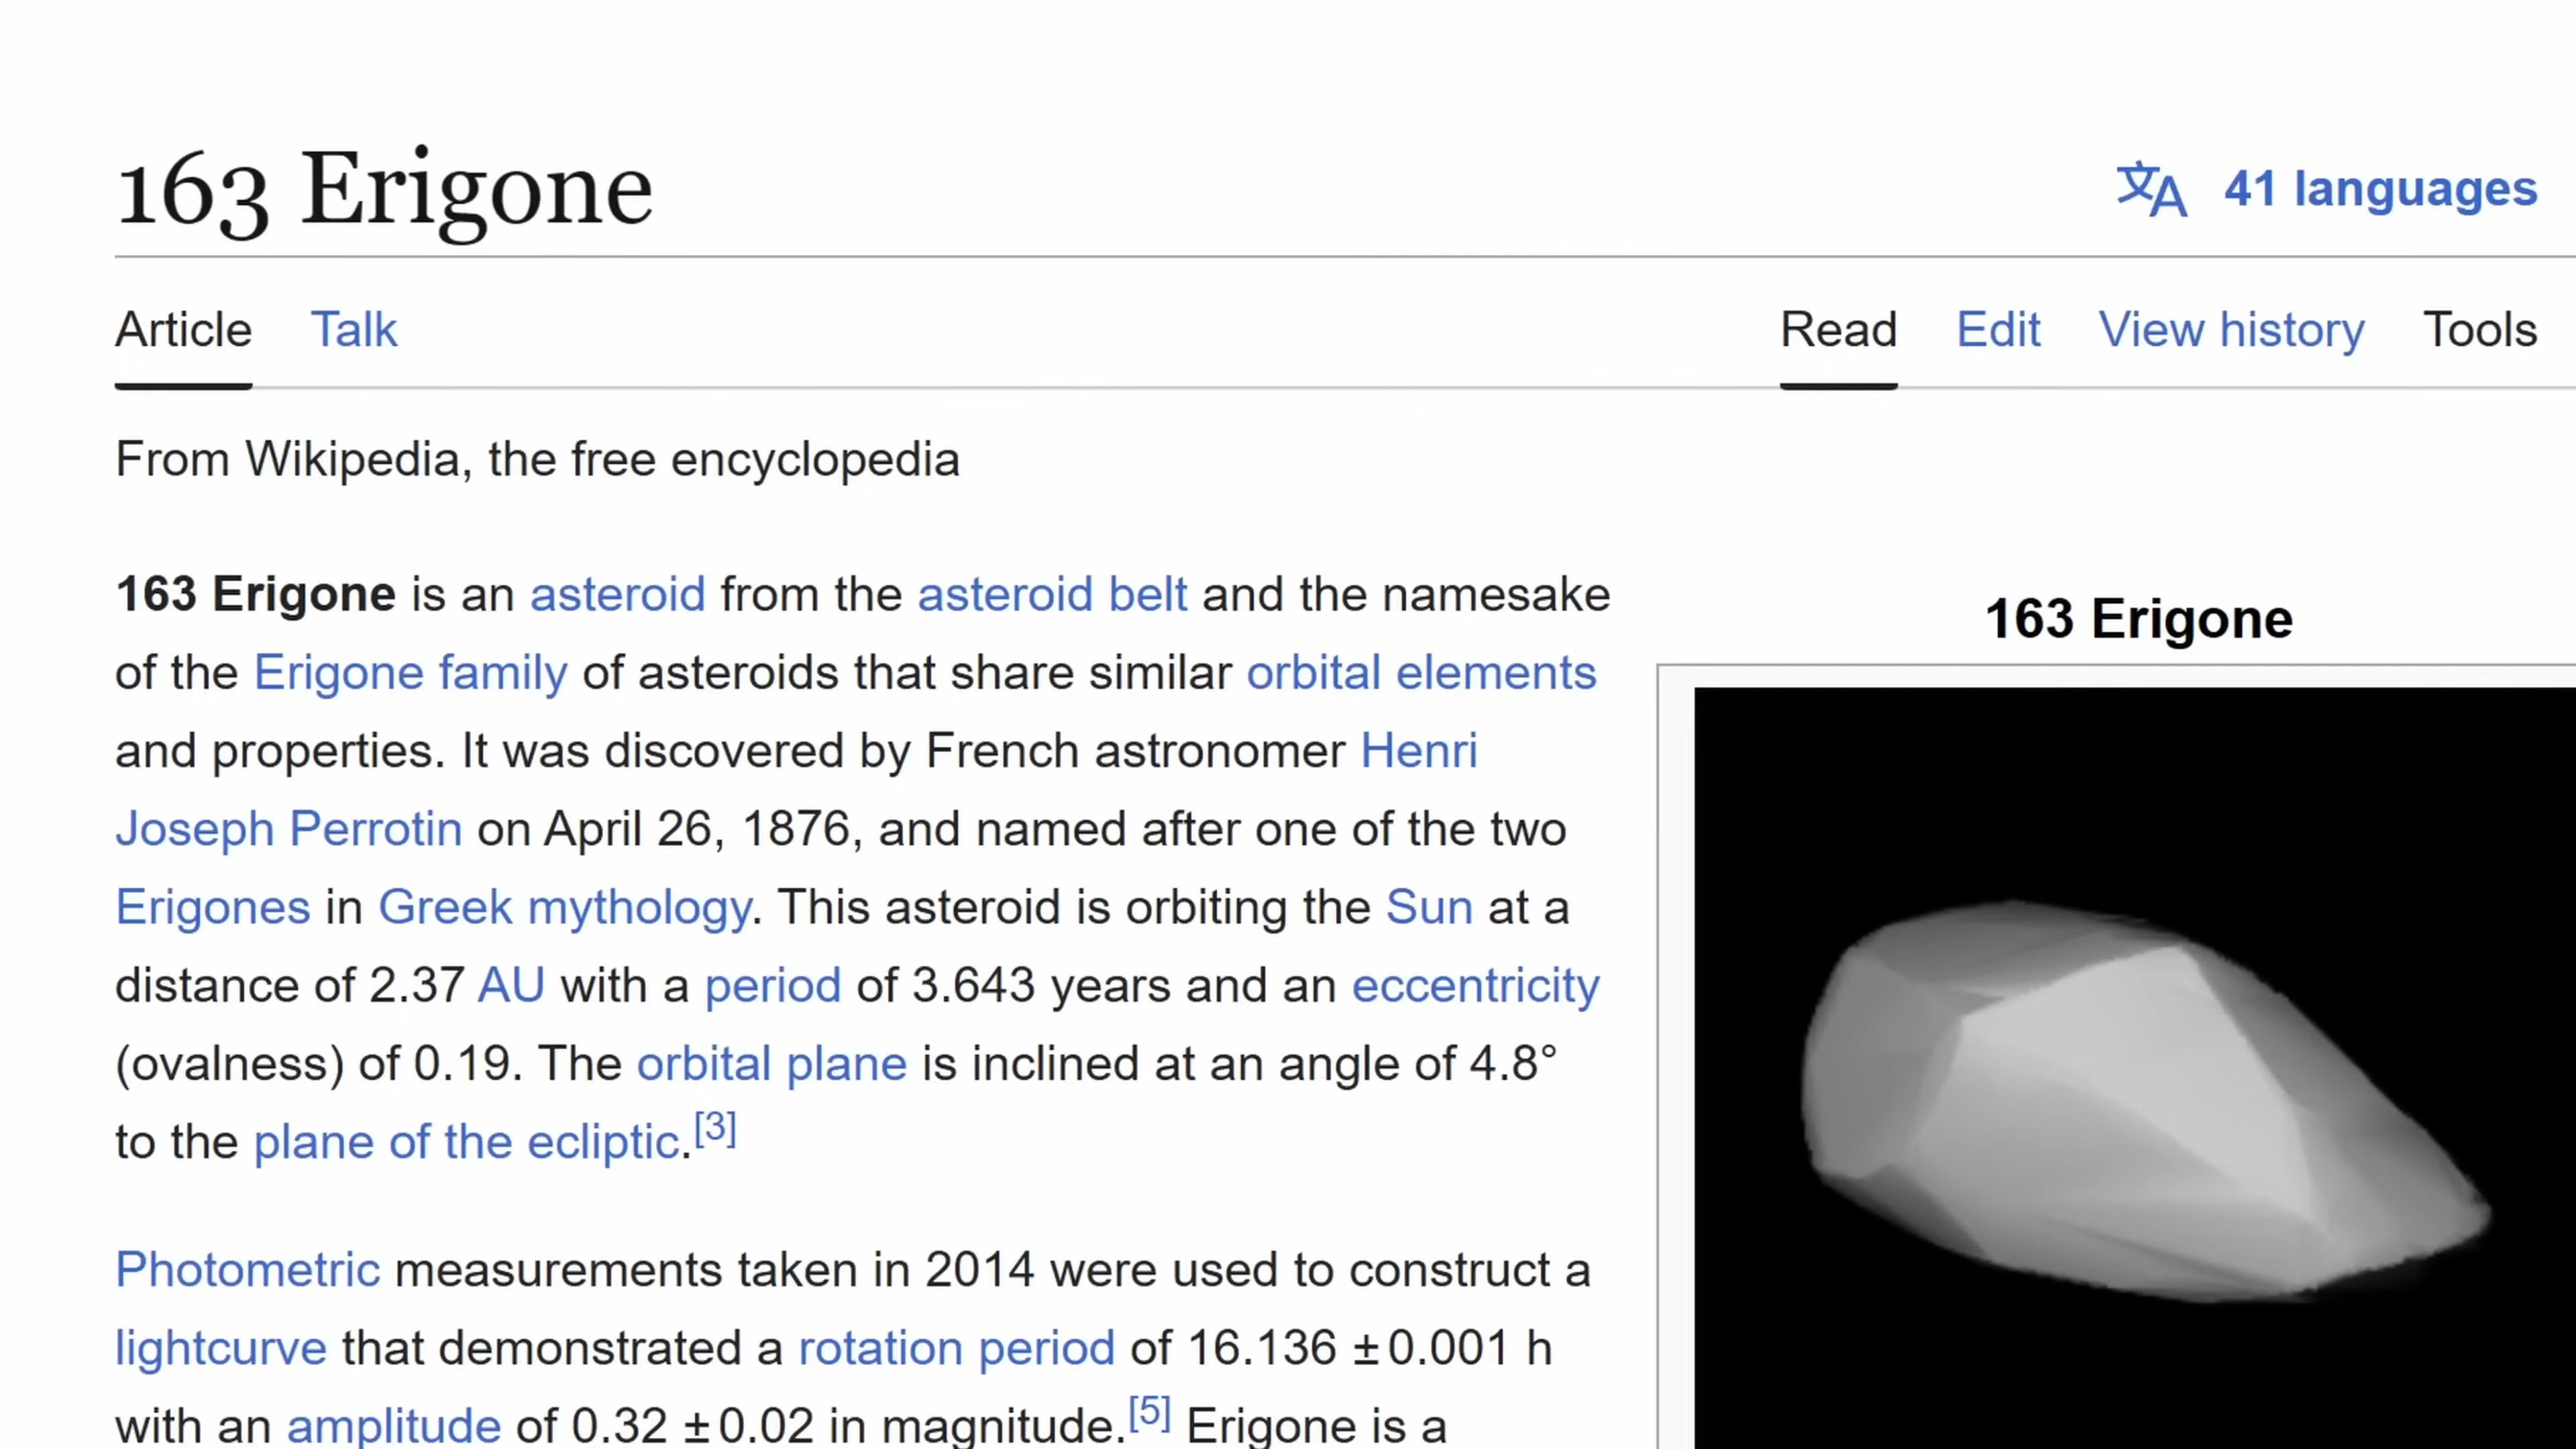 163 Erigone
文A 41 languages
Article Talk
Read Edit View history Tools
From Wikipedia, the free encyclopedia
163 Erigone is an asteroid from the asteroid belt and the namesake
of the Erigone family of asteroids that share similar orbital elements
and properties. It was discovered by French astronomer Henri
Joseph Perrotin on April 26, 1876, and named after one of the two
Erigones in Greek mythology. This asteroid is orbiting the Sun at a
distance of 2.37 AU with a period of 3.643 years and an eccentricity
(ovalness) of 0.19. The orbital plane is inclined at an angle of 4.8°
to the plane of the ecliptic.[3]
Photometric measurements taken in 2014 were used to construct a
lightcurve that demonstrated a rotation period of 16.136 ±0.001 h
with an amplitude of 0.32 ±0.02 in magnitude.[5] Erigone is a
163 Erigone